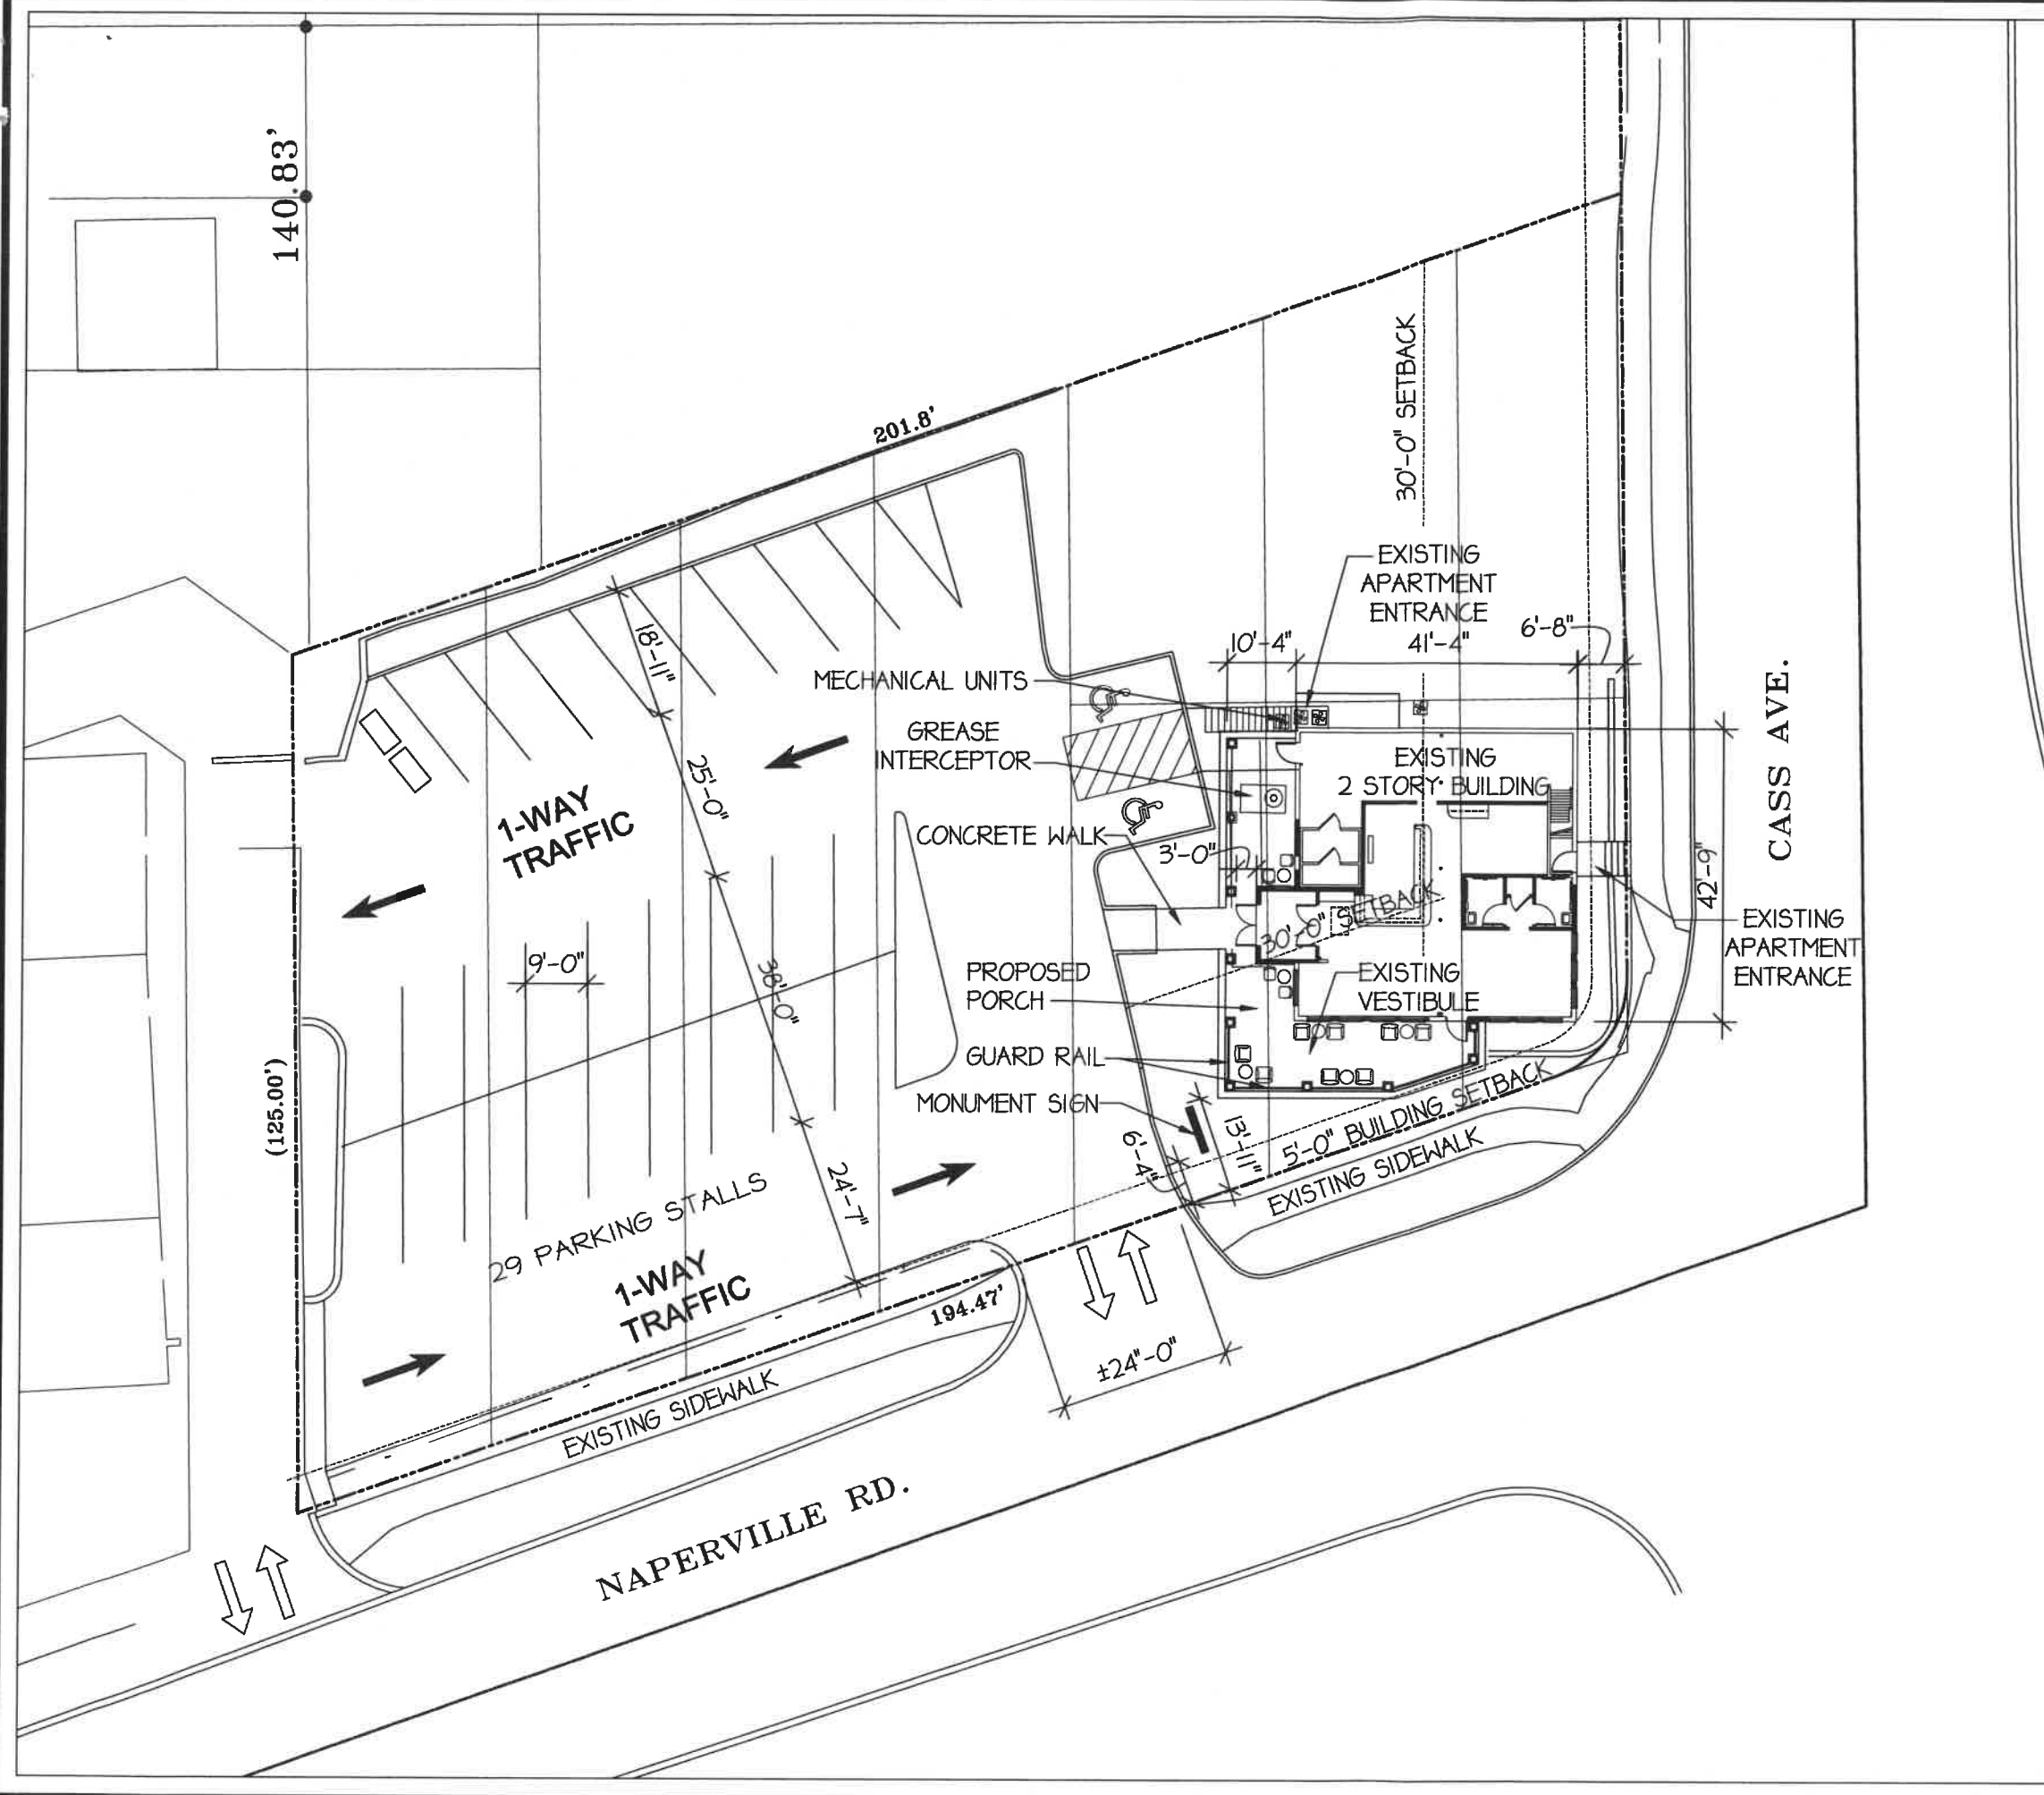 140.83'
201.8'
30'-0" SETBACK
EXISTING
APARTMENT
ENTRANCE
6'-8"
10'-4"
41'-4"
18'-11"
MECHANICAL UNITS
GREASE
INTERCEPTOR
EXISTING
2 STORY BUILDING
CASS AVE.
25'-0"
1-WAY
TRAFFIC
CONCRETE WALK
3'-0"
42'-9"
SETBACK
30'-0"
EXISTING
APARTMENT
ENTRANCE
9'-0"
38'-0"
PROPOSED
PORCH
EXISTING
VESTIBULE
GUARD RAIL
MONUMENT SIGN
(125.00')
6'-4"
13'-11"
5'-0" BUILDING SETBACK
EXISTING SIDEWALK
24'-7"
29 PARKING STALLS
1-WAY
TRAFFIC
194.47'
±24"-0"
EXISTING SIDEWALK
NAPERVILLE RD.